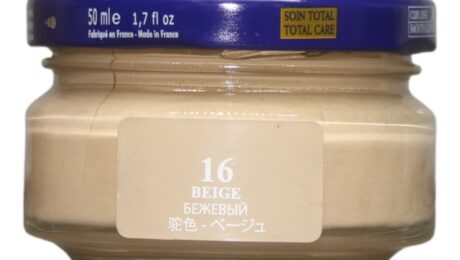 50 ml e 1,7 fl oz
Fabriqué en France - Made in France
SOIN TOTAL
TOTAL CARE
16
BEIGE
БЕЖЕВЫЙ
驼色 - ベージュ